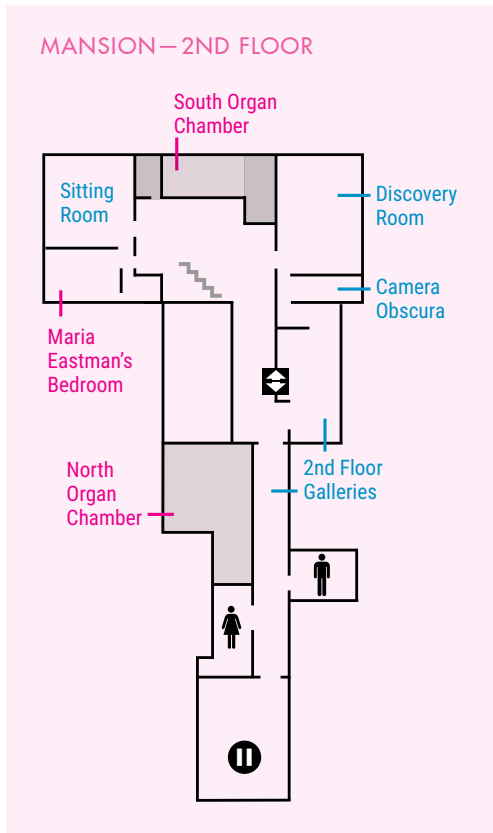 MANSION—2ND FLOOR
South Organ
Chamber
Sitting
Room
Discovery
Room
Camera
Obscura
Maria
Eastman's
Bedroom
2nd Floor
Galleries
North
Organ
Chamber